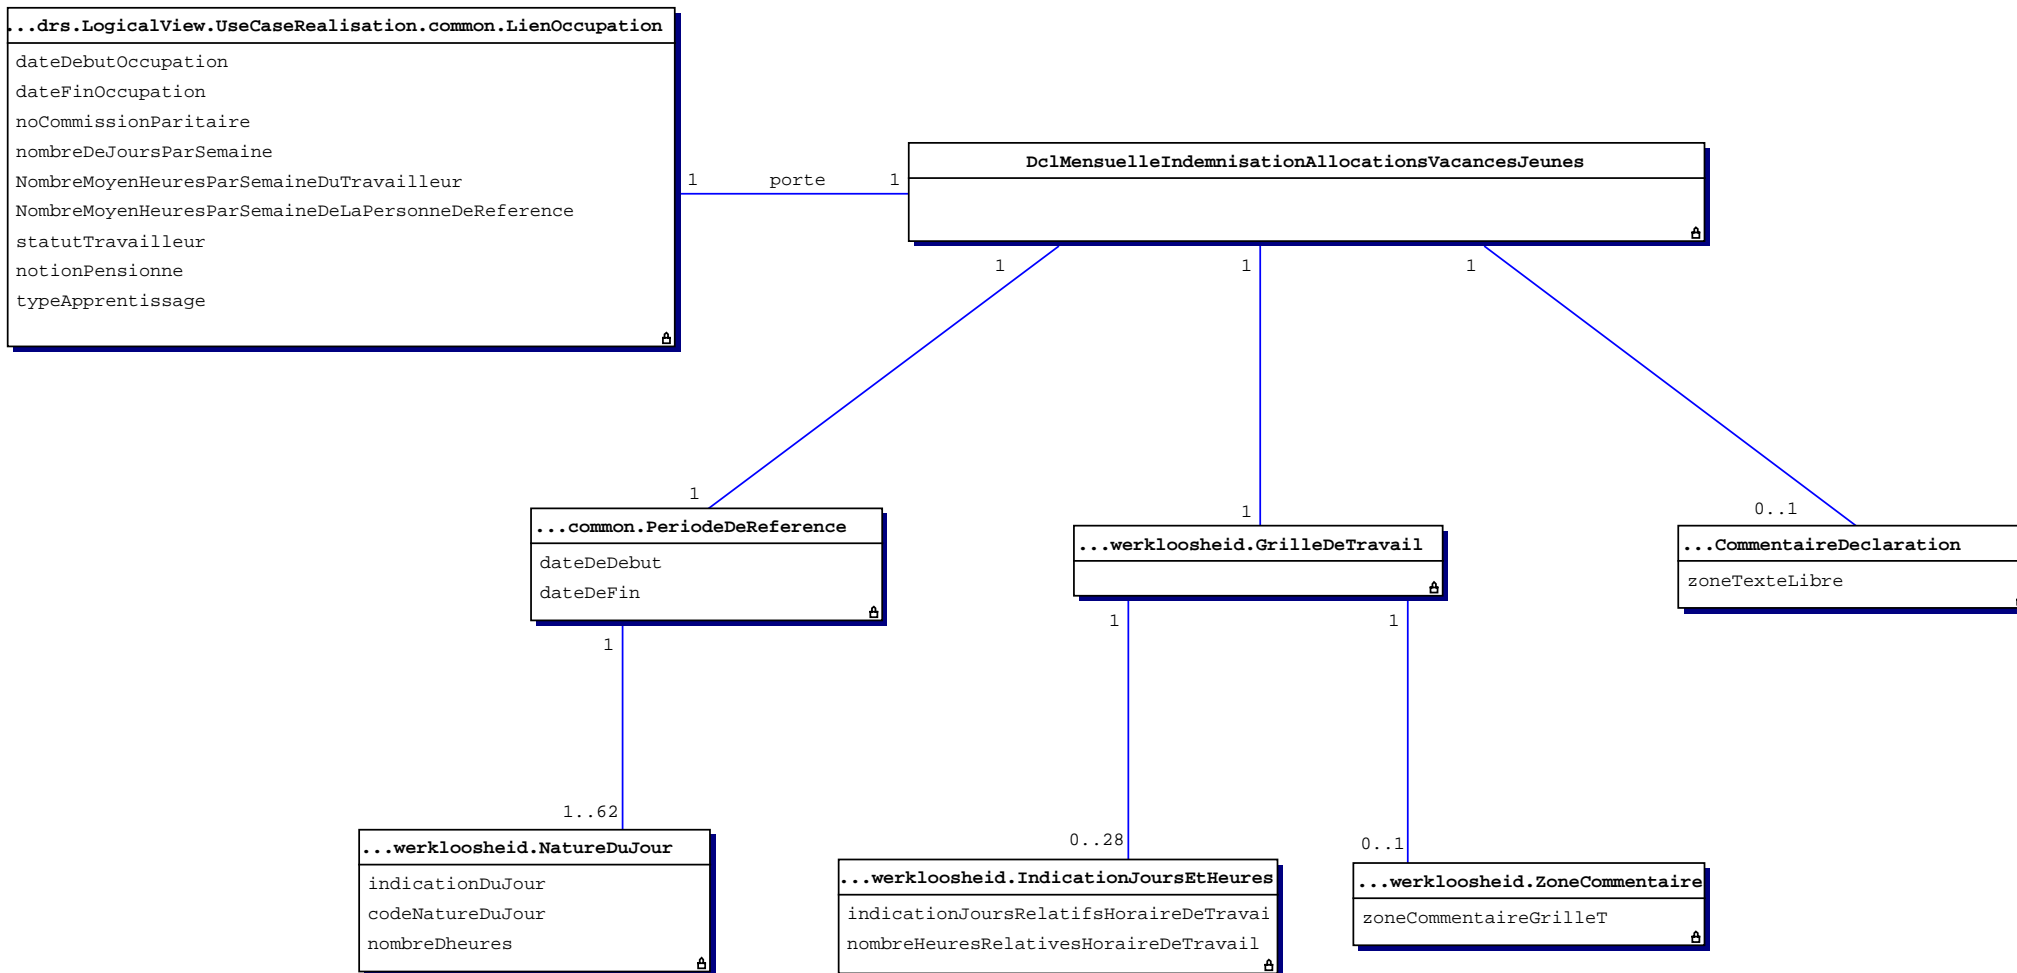 ...drs.LogicalView.UseCaseRealisation.common.LienOccupation
dateDebutOccupation
dateFinOccupation
noCommissionParitaire
nombreDeJoursParSemaine
NombreMoyenHeuresParSemaineDuTravailleur
NombreMoyenHeuresParSemaineDeLaPersonneDeReference
statutTravailleur
notionPensionne
typeApprentissage
1 porte 1
DclMensuelleIndemnisationAllocationsVacancesJeunes
1 1 1
1 1 0..1
...common.PeriodeDeReference
dateDeDebut
dateDeFin
...werkloosheid.GrilleDeTravail
...CommentaireDeclaration
zoneTexteLibre
1 1 1
1..62 0..28 0..1
...werkloosheid.NatureDuJour
indicationDuJour
codeNatureDuJour
nombreDheures
...werkloosheid.IndicationJoursEtHeures
indicationJoursRelatifsHoraireDeTravai
nombreHeuresRelativesHoraireDeTravail
...werkloosheid.ZoneCommentaire
zoneCommentaireGrilleT